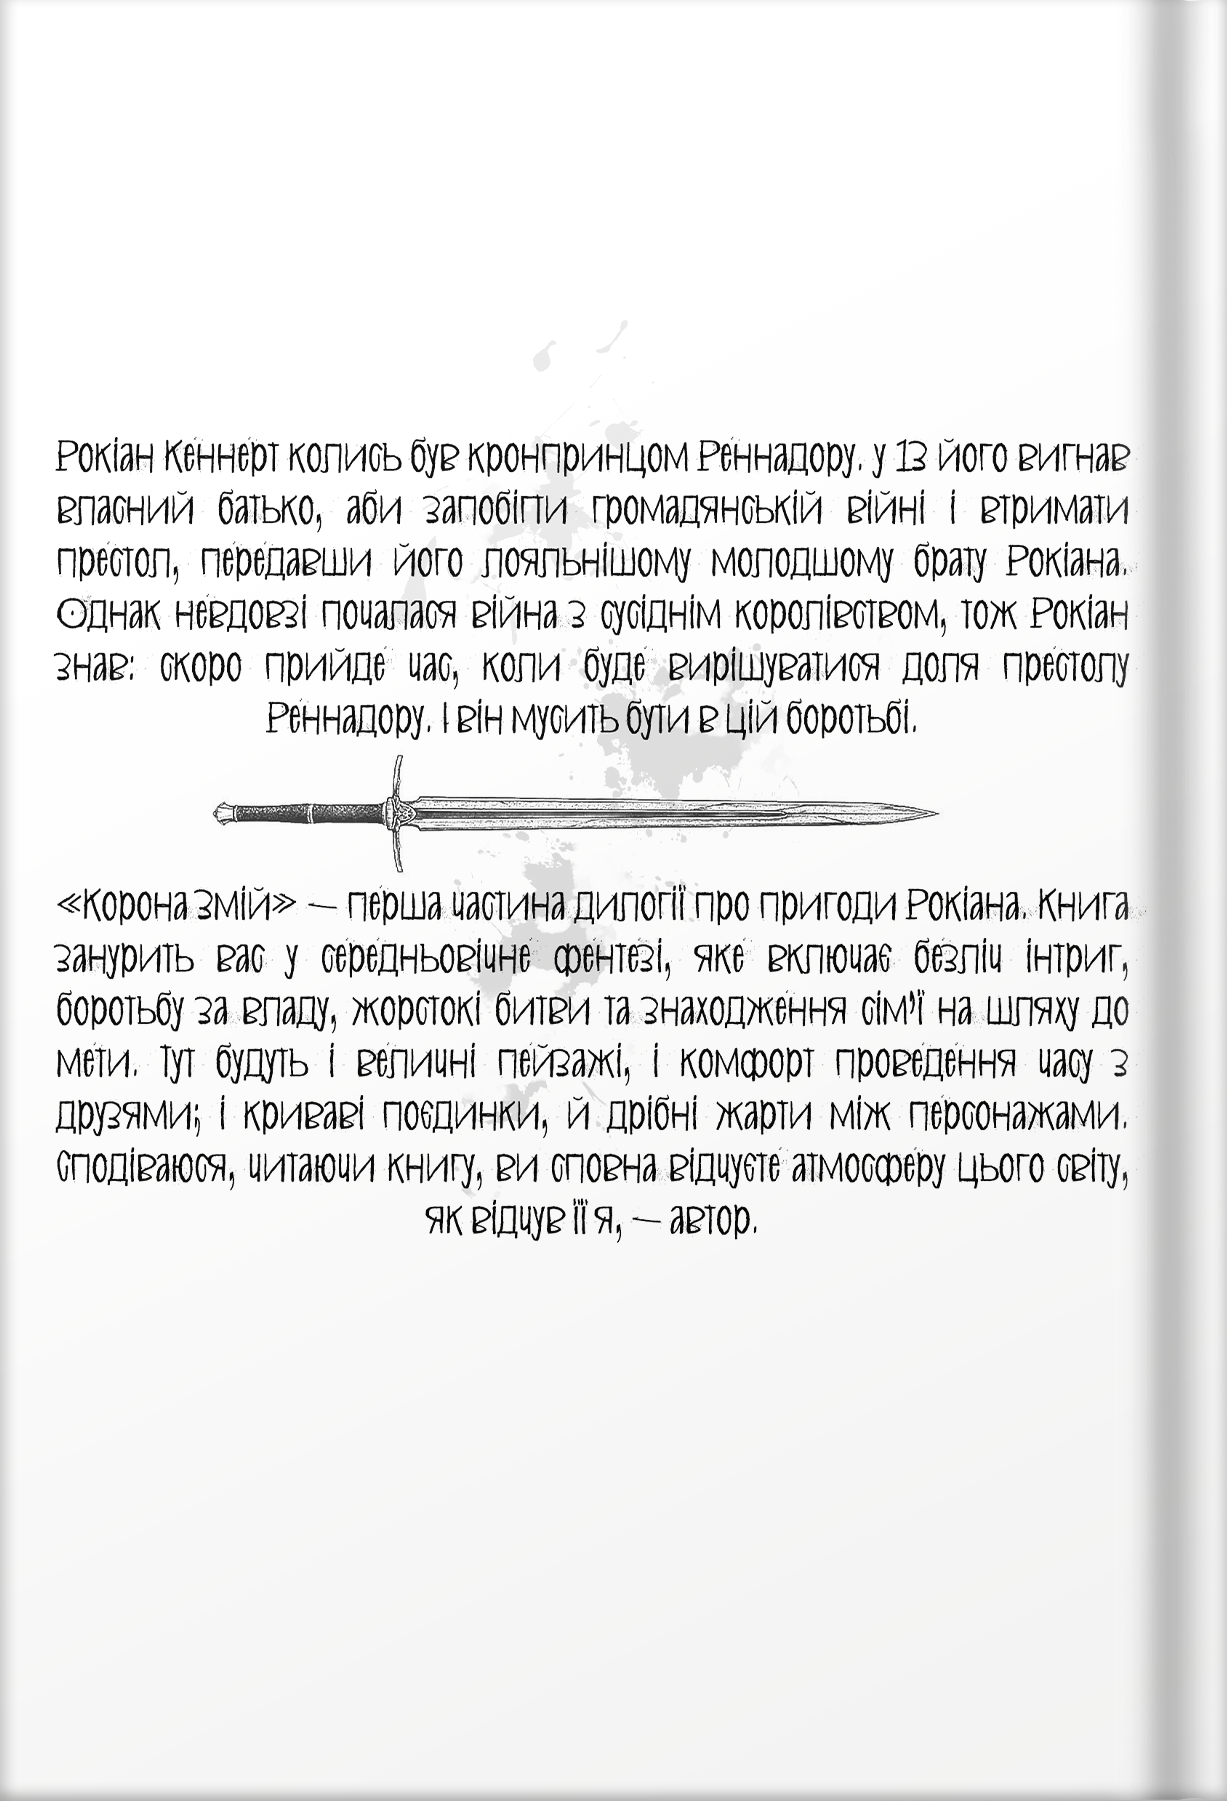 Рокіан Кеннерт колись був кронпринцом Реннадору. У 13 його вигнав
власний батько, аби запобігти громадянській війні і втримати
престол, передавши його лояльнішому молодшому брату Рокіана.
Однак невдовзі почалася війна з сусіднім королівством, тож Рокіан
знав: скоро прийде час, коли буде вирішуватися доля престолу
Реннадору. І він мусить бути в цій боротьбі.
«Корона Змій» — перша частина дилогії про пригоди Рокіана. Книга
занурить вас у середньовічне фентезі, яке включає безліч інтриг,
боротьбу за владу, жорстокі битви та знаходження сім'ї на шляху до
мети. Тут будуть і величні пейзажі, і комфорт проведення часу з
друзями; і криваві поєдинки, й дрібні жарти між персонажами.
Сподіваюся, читаючи книгу, ви сповна відчуєте атмосферу цього світу,
як відчув її я, — автор.